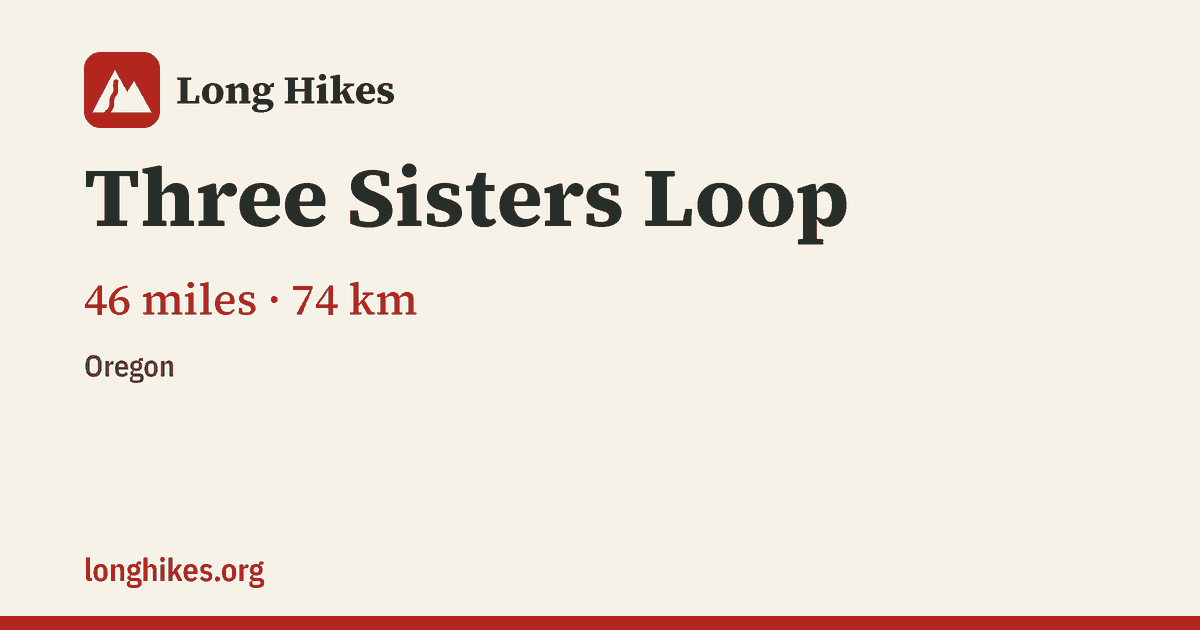 Long Hikes
Three Sisters Loop
46 miles · 74 km
Oregon
longhikes.org